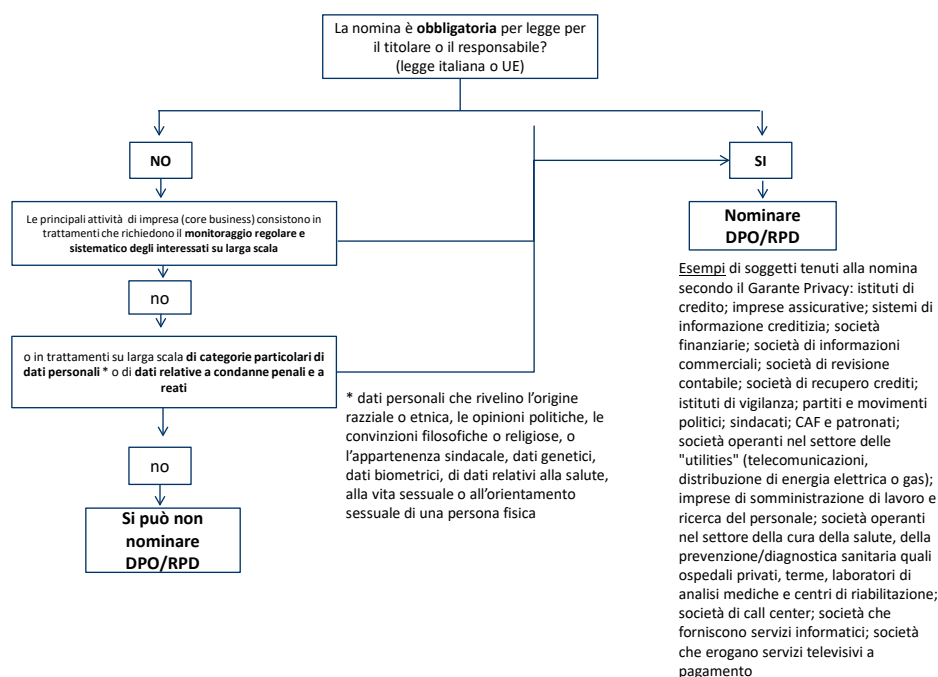 La nomina è obbligatoria per legge per
il titolare o il responsabile?
(legge italiana o UE)
NO
SI
Le principali attività di impresa (core business) consistono in
trattamenti che richiedono il monitoraggio regolare e
sistematico degli interessati su larga scala
Nominare
DPO/RPD
no
o in trattamenti su larga scala di categorie particolari di
dati personali * o di dati relative a condanne penali e a
reati
* dati personali che rivelino l'origine
razziale o etnica, le opinioni politiche, le
convinzioni filosofiche o religiose, o
l'appartenenza sindacale, dati genetici,
dati biometrici, di dati relativi alla salute,
alla vita sessuale o all'orientamento
sessuale di una persona fisica
no
Si può non
nominare
DPO/RPD
Esempi di soggetti tenuti alla nomina
secondo il Garante Privacy: istituti di
credito; imprese assicurative; sistemi di
informazione creditizia; società
finanziarie; società di informazioni
commerciali; società di revisione
contabile; società di recupero crediti;
istituti di vigilanza; partiti e movimenti
politici; sindacati; CAF e patronati;
società operanti nel settore delle
"utilities" (telecomunicazioni,
distribuzione di energia elettrica o gas);
imprese di somministrazione di lavoro e
ricerca del personale; società operanti
nel settore della cura della salute, della
prevenzione/diagnostica sanitaria quali
ospedali privati, terme, laboratori di
analisi mediche e centri di riabilitazione;
società di call center; società che
forniscono servizi informatici; società
che erogano servizi televisivi a
pagamento